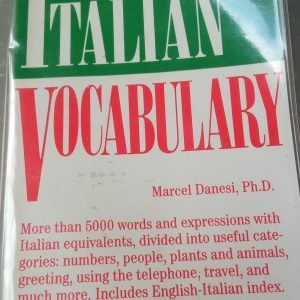 ITALIAN
VOCABULARY
Marcel Danesi, Ph.D.
More than 5000 words and expressions with
Italian equivalents, divided into useful cate-
gories: numbers, people, plants and animals,
greeting, using the telephone, travel, and
much more. Includes English-Italian index.